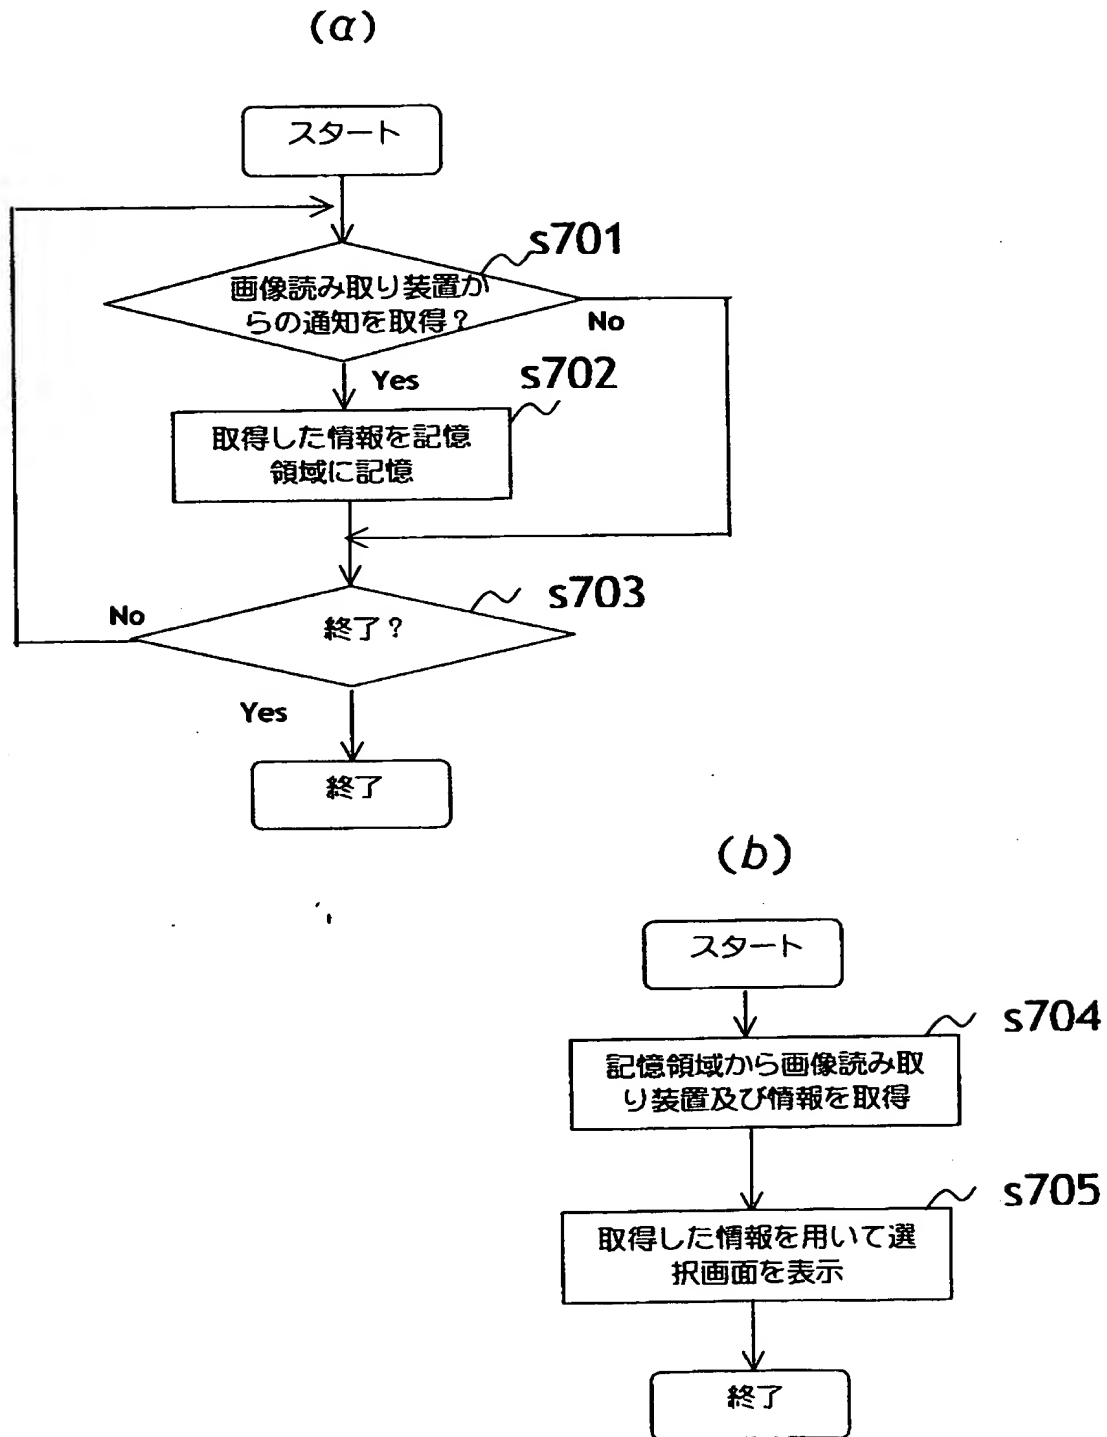 (a)
スタート
s701
画像読み取り装置か
らの通知を取得？
No
Yes
s702
取得した情報を記憶
領域に記憶
s703
No
終了？
Yes
終了
(b)
スタート
s704
記憶領域から画像読み取
り装置及び情報を取得
s705
取得した情報を用いて選
択画面を表示
終了